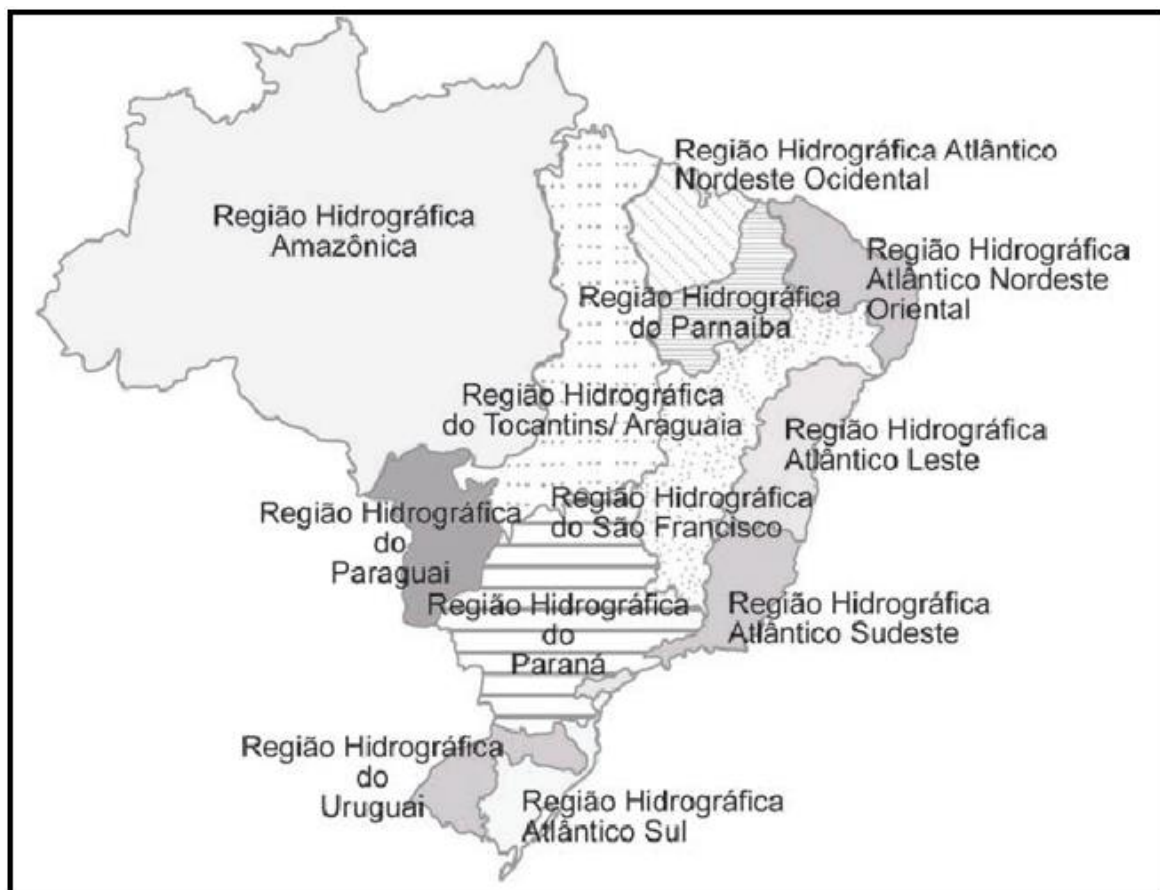 Região Hidrográfica Atlântico
Nordeste Ocidental
Região Hidrográfica
Amazônica
Região Hidrográfica
Atlântico Nordeste
Oriental
Região Hidrográfica
do Parnaíba
Região Hidrográfica
do Tocantins/ Araguaia
Região Hidrográfica
Atlântico Leste
Região Hidrográfica
do São Francisco
Região Hidrográfica
do
Paraguai
Região Hidrográfica
do
Paraná
Região Hidrográfica
Atlântico Sudeste
Região Hidrográfica
do
Uruguai
Região Hidrográfica
Atlântico Sul